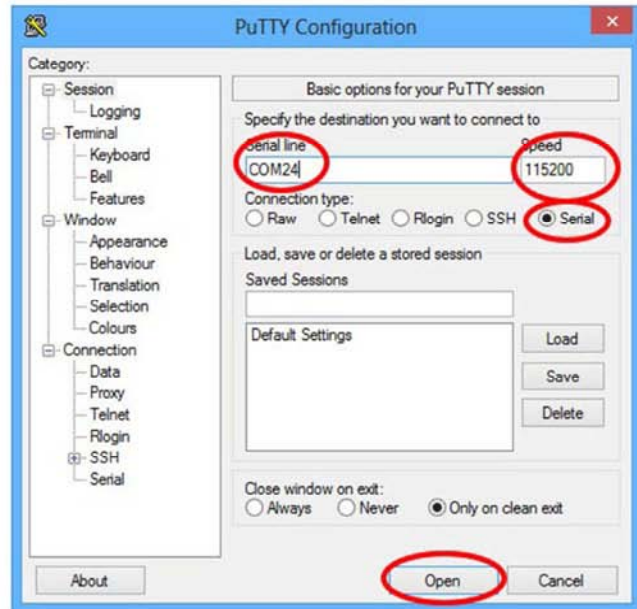 PuTTY Configuration
Category:
Session
Logging
Terminal
Keyboard
Bell
Features
Window
Appearance
Behaviour
Translation
Selection
Colours
Connection
Data
Proxy
Telnet
Rlogin
SSH
Serial
About
Basic options for your PuTTY session
Specify the destination you want to connect to
Serial line Speed
COM24 115200
Connection type:
Raw Telnet Rlogin SSH Serial
Load, save or delete a stored session
Saved Sessions
Default Settings
Load
Save
Delete
Close window on exit:
Always Never Only on clean exit
Open Cancel